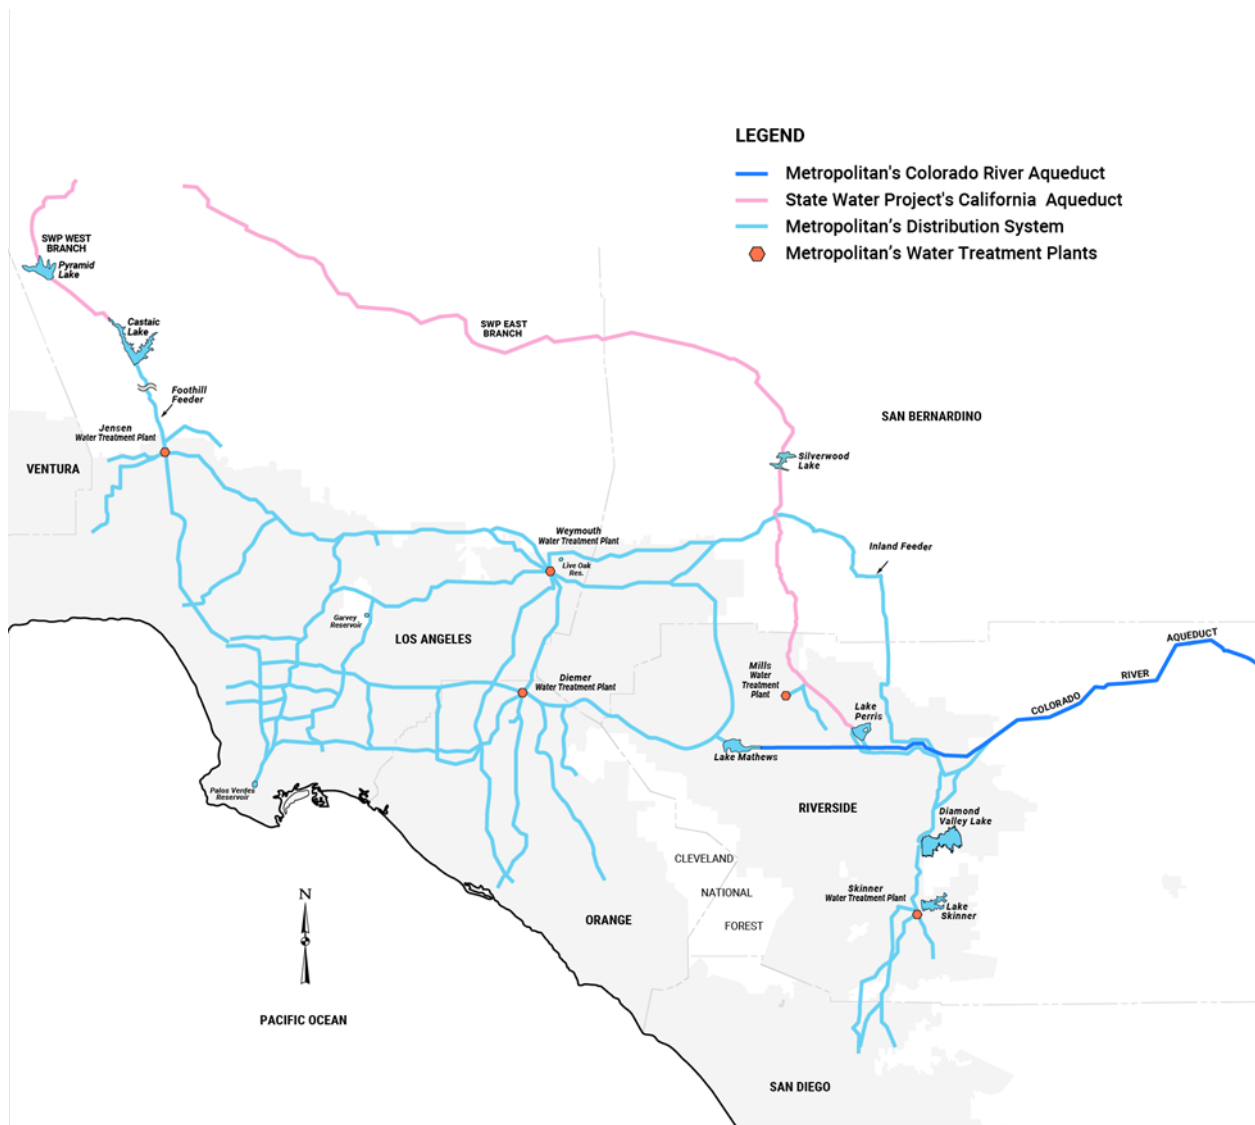 LEGEND
Metropolitan's Colorado River Aqueduct
State Water Project's California Aqueduct
Metropolitan's Distribution System
Metropolitan's Water Treatment Plants
SWP WEST
BRANCH
Pyramid
Lake
Castaic
Lake
SWP EAST
BRANCH
Foothill
Feeder
Jensen
Water Treatment Plant
VENTURA
SAN BERNARDINO
Silverwood
Lake
Weymouth
Water Treatment Plant
Live Oak
Res.
Inland Feeder
Garvey
Reservoir
LOS ANGELES
Diemer
Water Treatment Plant
Mills
Water
Treatment
Plant
Lake
Perris
COLORADO
RIVER
AQUEDUCT
Lake Mathews
Palos Verdes
Reservoir
RIVERSIDE
Diamond
Valley Lake
CLEVELAND
NATIONAL
FOREST
Skinner
Water Treatment Plant
Lake
Skinner
N
ORANGE
PACIFIC OCEAN
SAN DIEGO